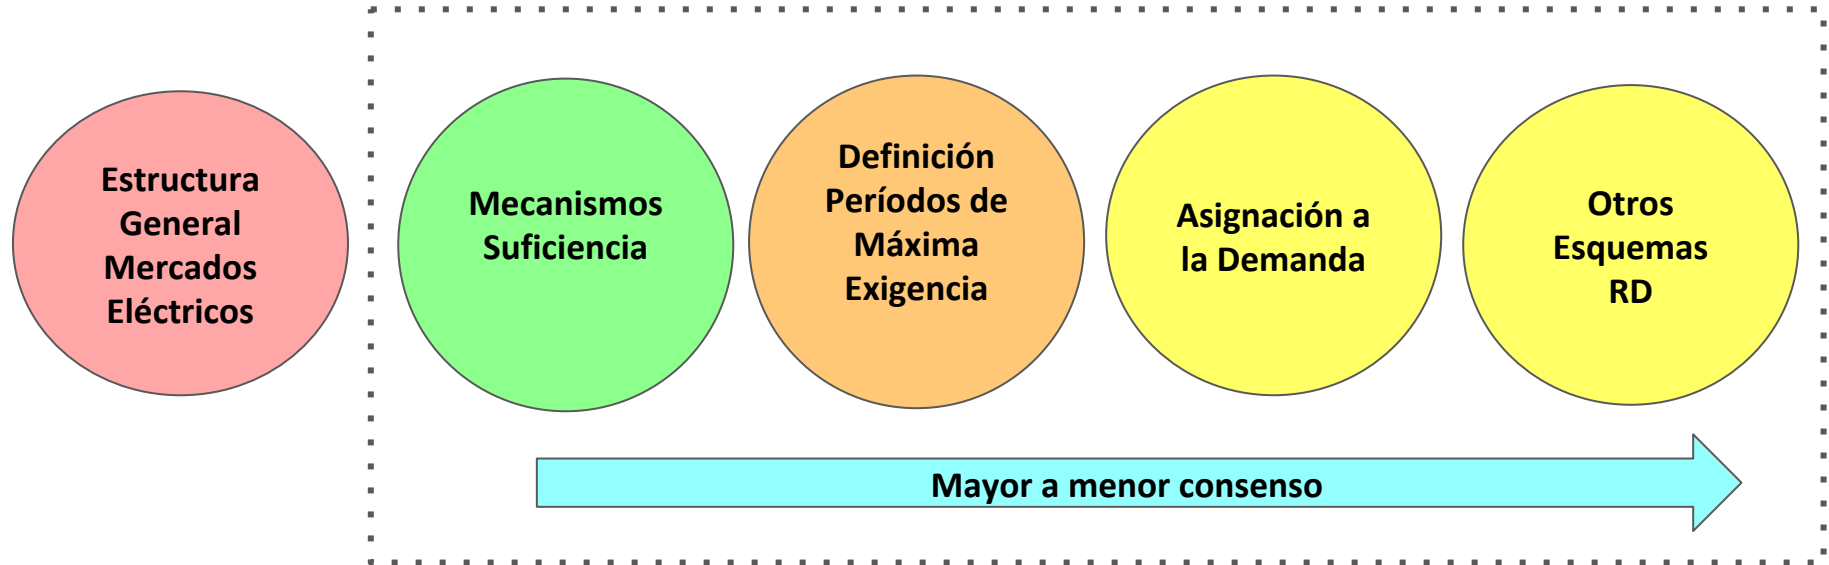 Estructura
General
Mercados
Eléctricos
Mecanismos
Suficiencia
Definición
Períodos de
Máxima
Exigencia
Asignación a
la Demanda
Otros
Esquemas
RD
Mayor a menor consenso